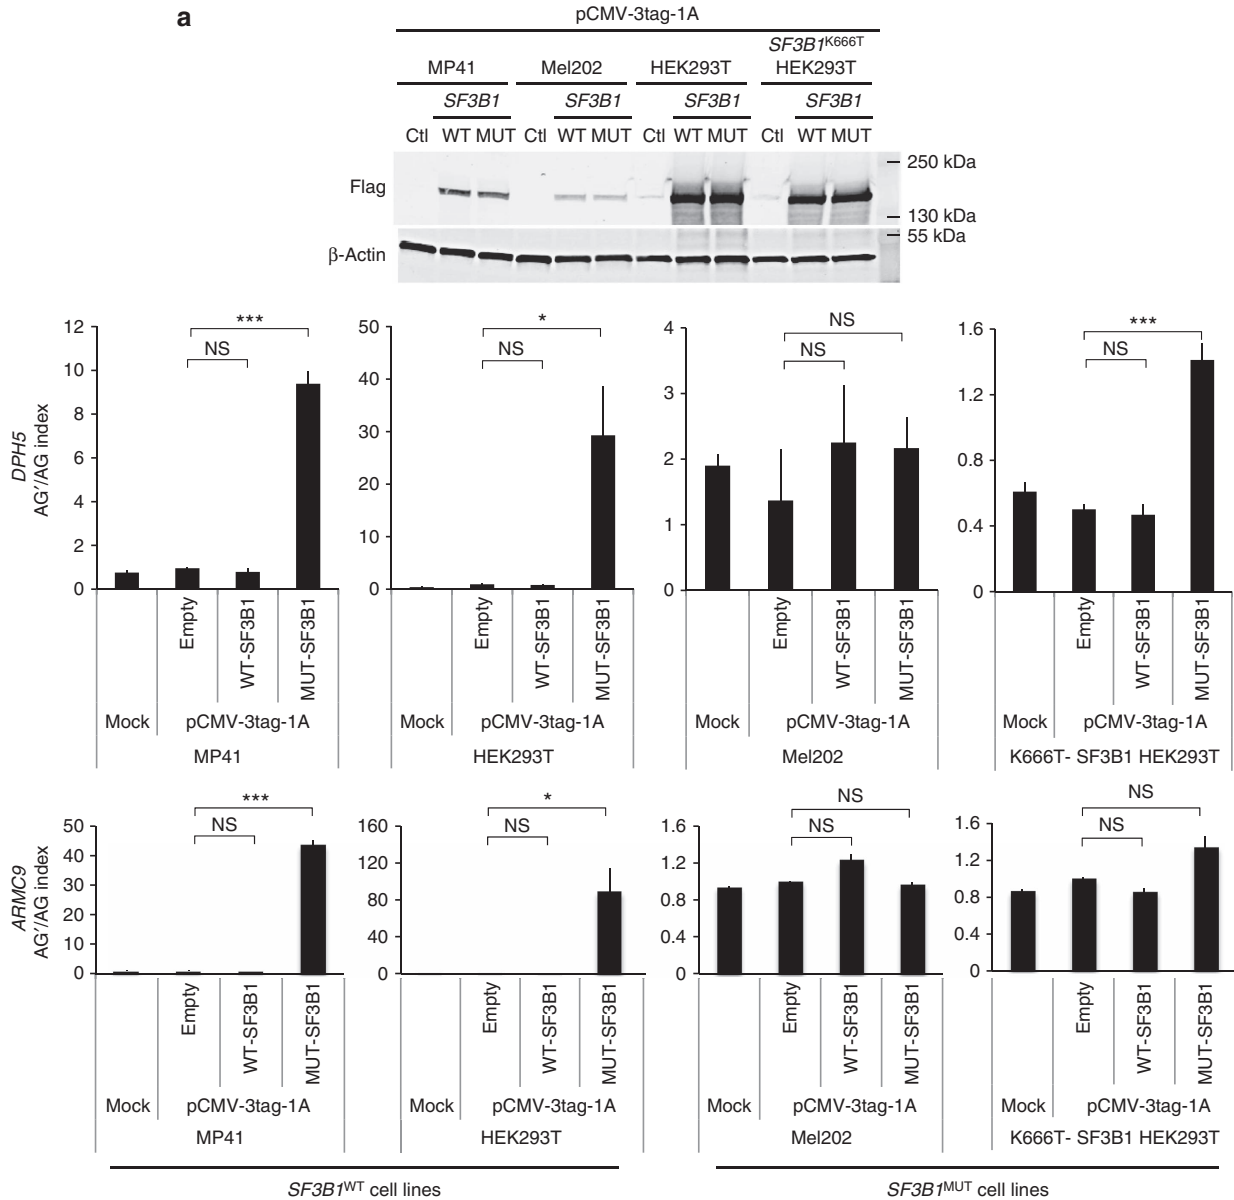 a
pCMV-3tag-1A
MP41 Mel202 HEK293T SF3B1K666T HEK293T
SF3B1 SF3B1 SF3B1 SF3B1
Ctl WT MUT Ctl WT MUT Ctl WT MUT Ctl WT MUT
Flag
250 kDa
130 kDa
55 kDa
β-Actin
DPH5
AG′/AG index
12
10
8
6
4
2
0
***
NS
Empty
WT-SF3B1
MUT-SF3B1
Mock pCMV-3tag-1A
MP41
50
40
30
20
10
0
*
NS
Empty
WT-SF3B1
MUT-SF3B1
Mock pCMV-3tag-1A
HEK293T
4
3
2
1
0
NS
NS
Empty
WT-SF3B1
MUT-SF3B1
Mock pCMV-3tag-1A
Mel202
1.6
1.2
0.8
0.4
0
***
NS
Empty
WT-SF3B1
MUT-SF3B1
Mock pCMV-3tag-1A
K666T- SF3B1 HEK293T
ARMC9
AG′/AG index
50
40
30
20
10
0
***
NS
Empty
WT-SF3B1
MUT-SF3B1
Mock pCMV-3tag-1A
MP41
160
120
80
40
0
*
NS
Empty
WT-SF3B1
MUT-SF3B1
Mock pCMV-3tag-1A
HEK293T
1.6
1.2
0.8
0.4
0
NS
NS
Empty
WT-SF3B1
MUT-SF3B1
Mock pCMV-3tag-1A
Mel202
1.6
1.2
0.8
0.4
0
NS
NS
Empty
WT-SF3B1
MUT-SF3B1
Mock pCMV-3tag-1A
K666T- SF3B1 HEK293T
SF3B1WT cell lines
SF3B1MUT cell lines